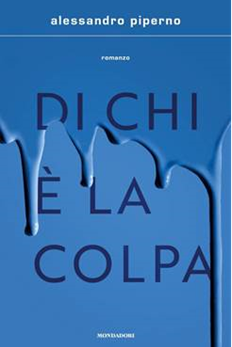 alessandro piperno
romanzo
DI CHI
È LA
COLPA
MONDADORI